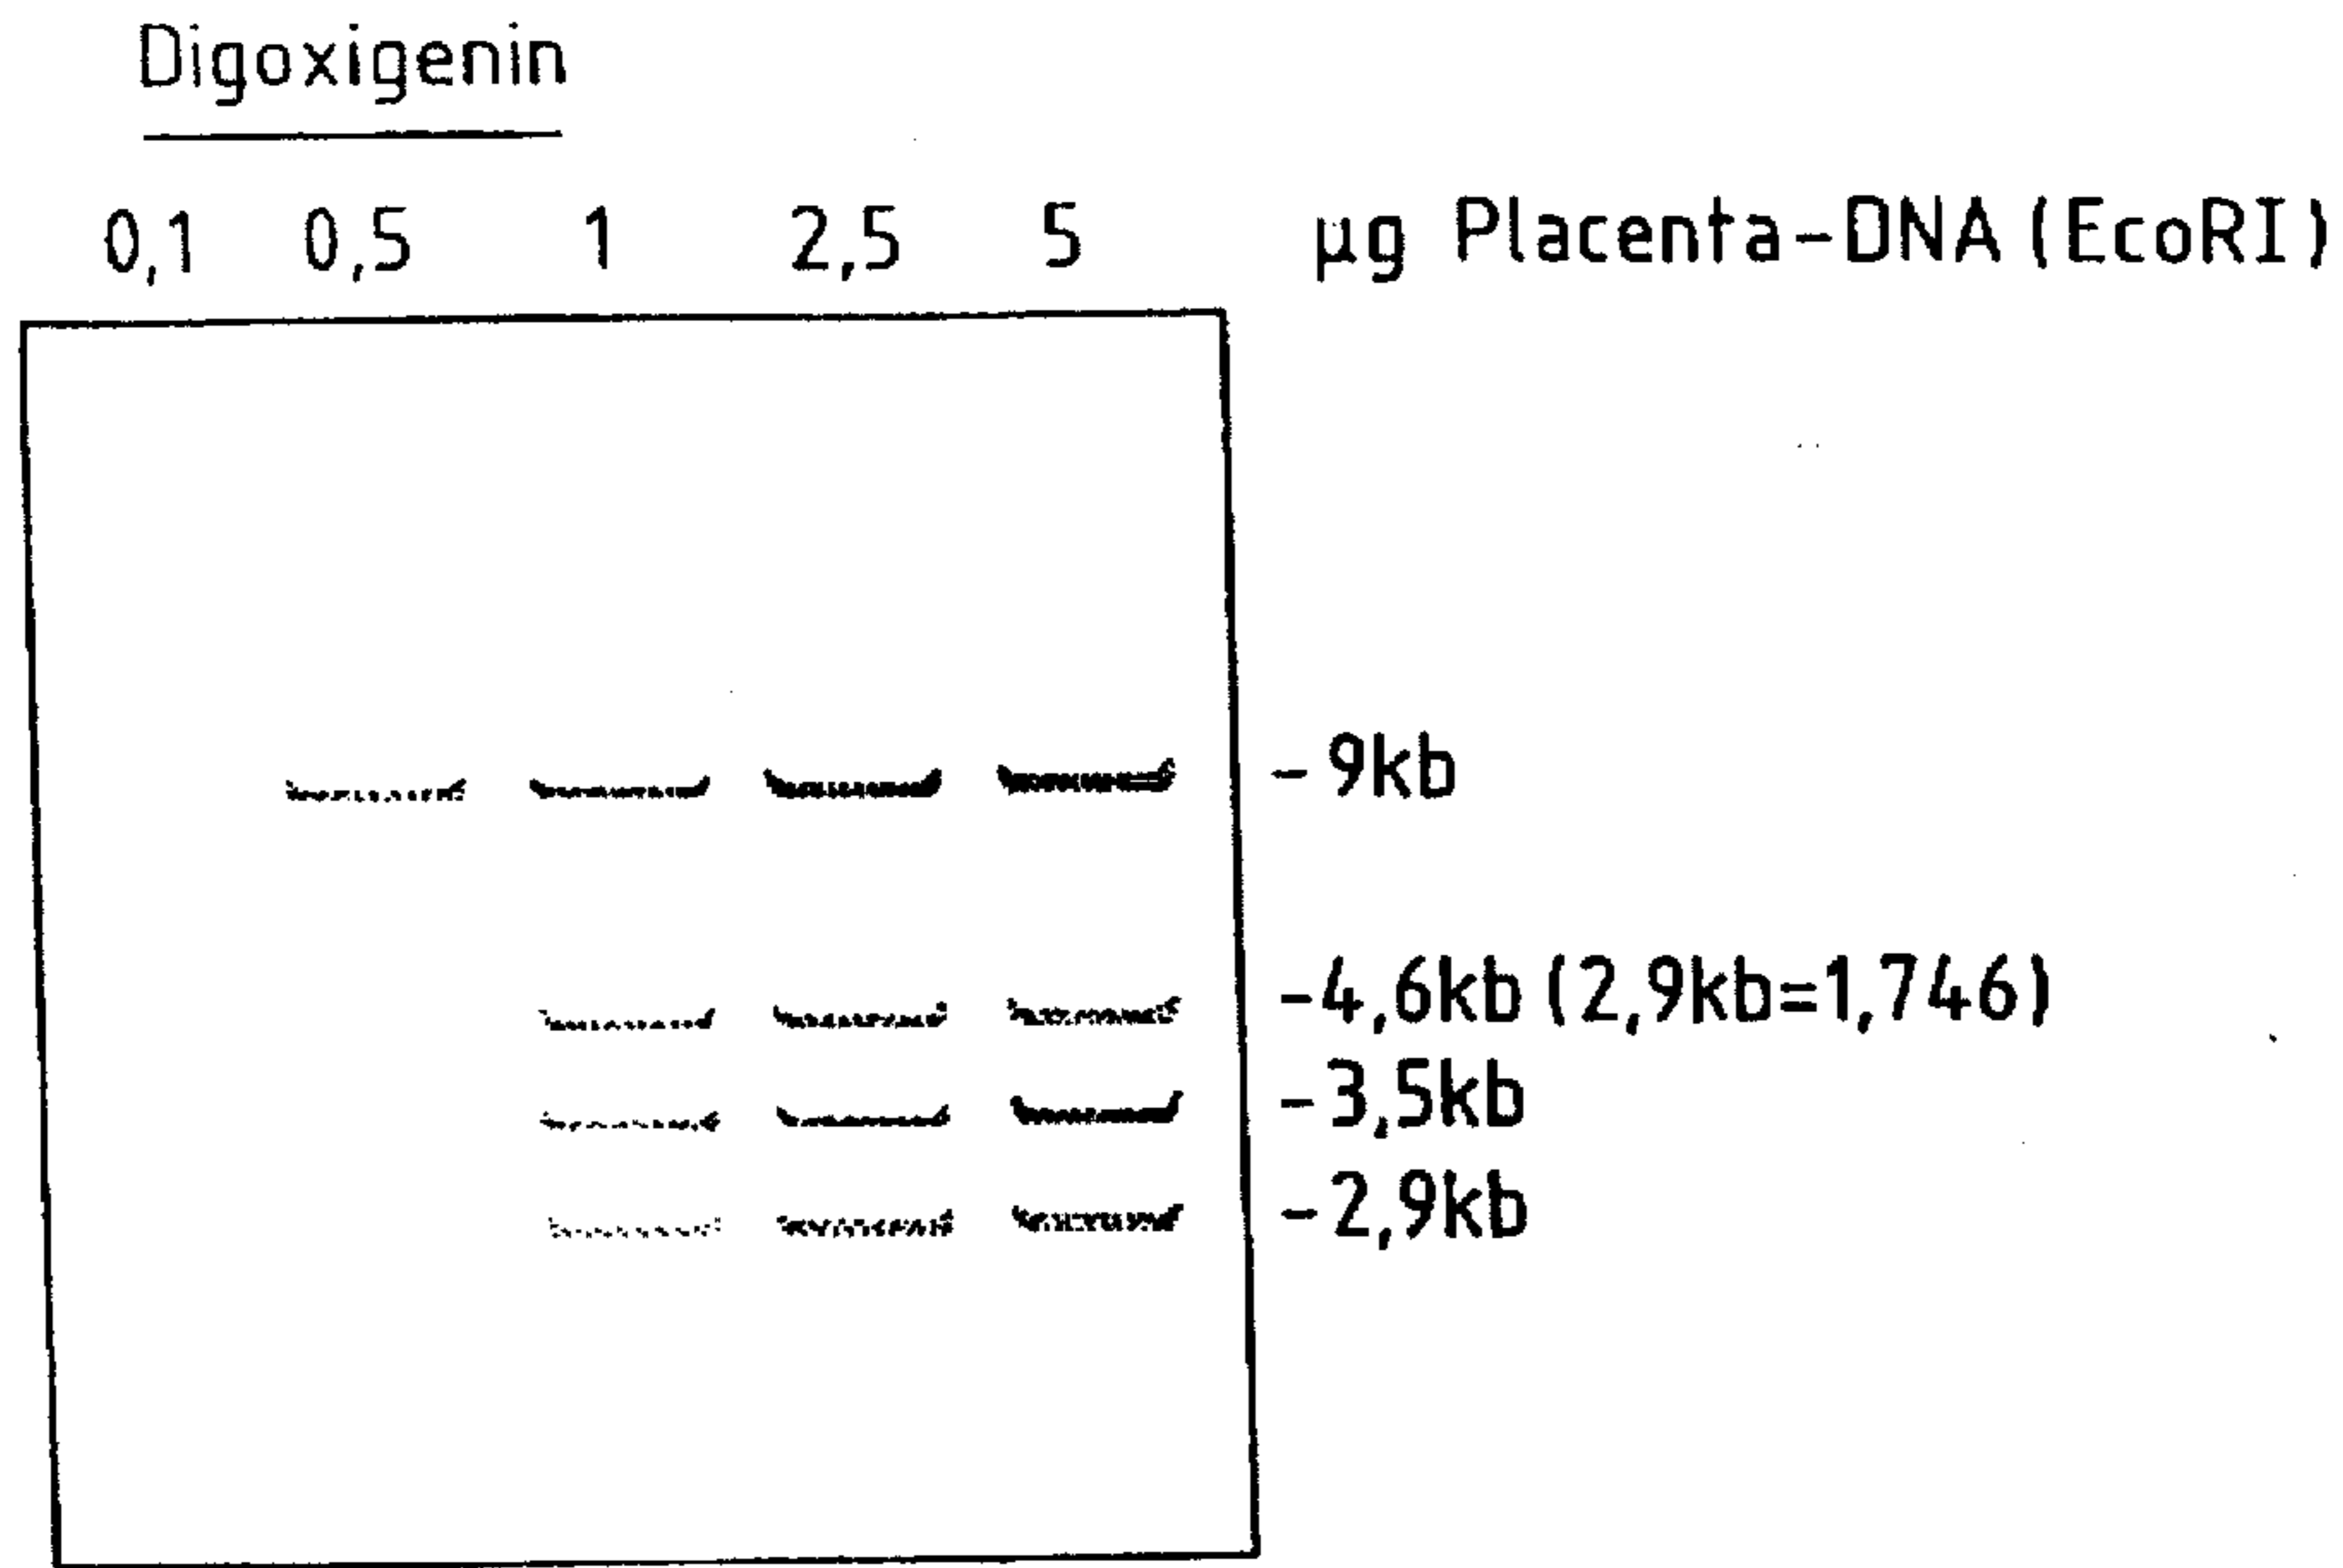 Digoxigenin
0,1 0,5 1 2,5 5 µg Placenta-DNA (EcoRI)
-9kb
-4,6kb (2,9kb=1,746)
-3,5kb
-2,9kb